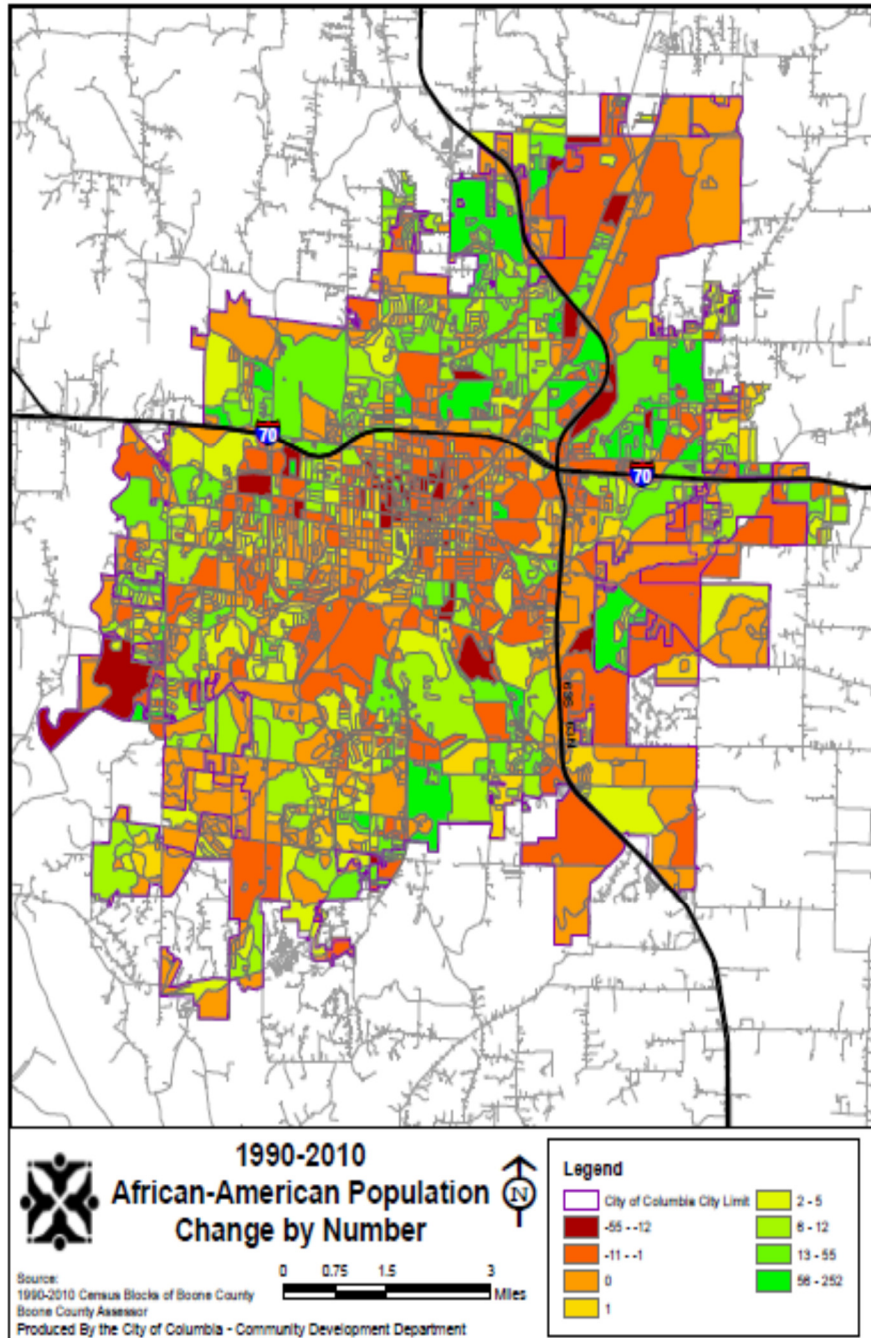 70
70
1990-2010
African-American Population
Change by Number
N
Source:
1990-2010 Census Blocks of Boone County
Boone County Assessor
Produced By the City of Columbia - Community Development Department
0 0.75 1.5 3
Miles
Legend
City of Columbia City Limit
-55 - -12
-11 - -1
0
1
2 - 5
6 - 12
13 - 55
56 - 252